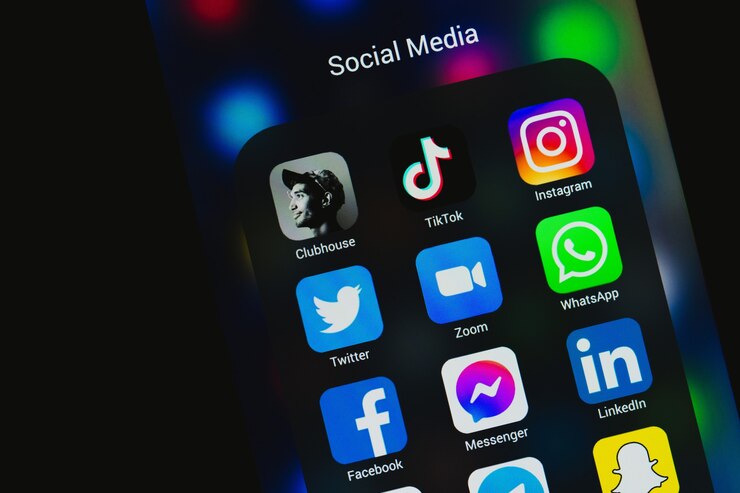 Social Media
Clubhouse
TikTok
Instagram
Twitter
Zoom
WhatsApp
Facebook
Messenger
LinkedIn